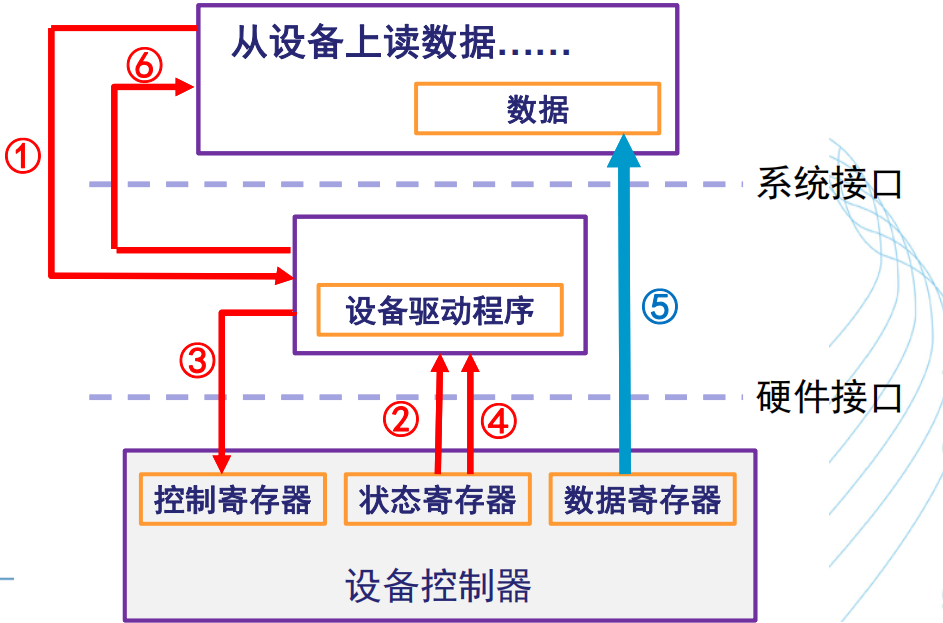 从设备上读数据……
数据
⑥
①
系统接口
设备驱动程序
⑤
③
硬件接口
②
④
控制寄存器
状态寄存器
数据寄存器
设备控制器